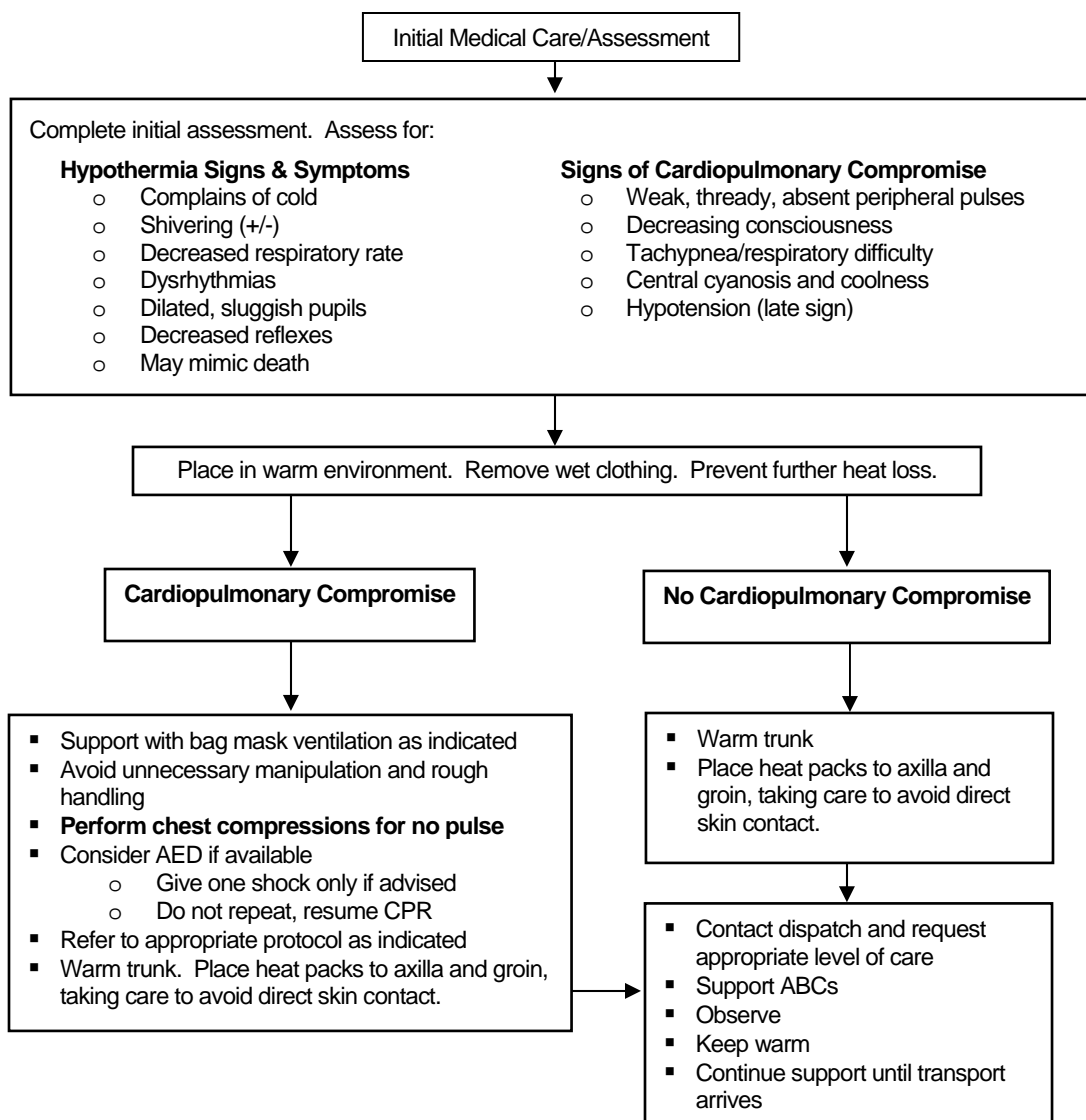 Initial Medical Care/Assessment
Complete initial assessment.  Assess for:
Hypothermia Signs & Symptoms
o Complains of cold
o Shivering (+/-)
o Decreased respiratory rate
o Dysrhythmias
o Dilated, sluggish pupils
o Decreased reflexes
o May mimic death
Signs of Cardiopulmonary Compromise
o Weak, thready, absent peripheral pulses
o Decreasing consciousness
o Tachypnea/respiratory difficulty
o Central cyanosis and coolness
o Hypotension (late sign)
Place in warm environment.  Remove wet clothing.  Prevent further heat loss.
Cardiopulmonary Compromise
▪ Support with bag mask ventilation as indicated
▪ Avoid unnecessary manipulation and rough
handling
▪ Perform chest compressions for no pulse
▪ Consider AED if available
o Give one shock only if advised
o Do not repeat, resume CPR
▪ Refer to appropriate protocol as indicated
▪ Warm trunk.  Place heat packs to axilla and groin,
taking care to avoid direct skin contact.
No Cardiopulmonary Compromise
▪ Warm trunk
▪ Place heat packs to axilla and
groin, taking care to avoid direct
skin contact.
▪ Contact dispatch and request
appropriate level of care
▪ Support ABCs
▪ Observe
▪ Keep warm
▪ Continue support until transport
arrives